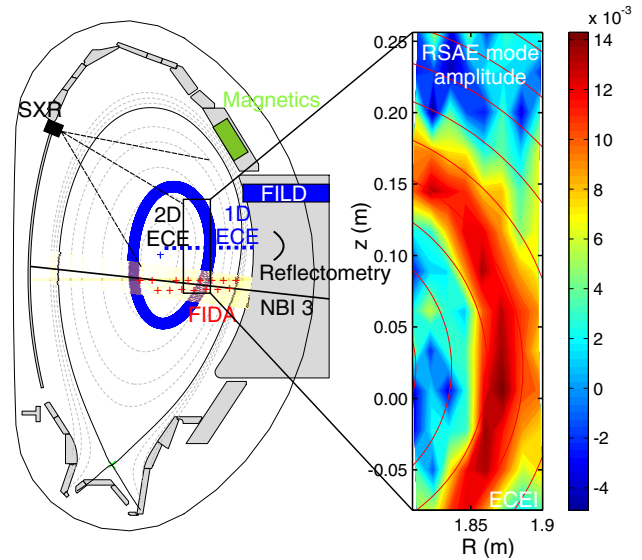 SXR
Magnetics
FILD
2D
ECE
1D
ECE
Reflectometry
NBI 3
FIDA
RSAE mode
amplitude
ECEI
z (m)
0.25
0.20
0.15
0.10
0.05
0.00
-0.05
1.85
1.9
R (m)
x 10⁻³
14
12
10
8
6
4
2
0
-2
-4